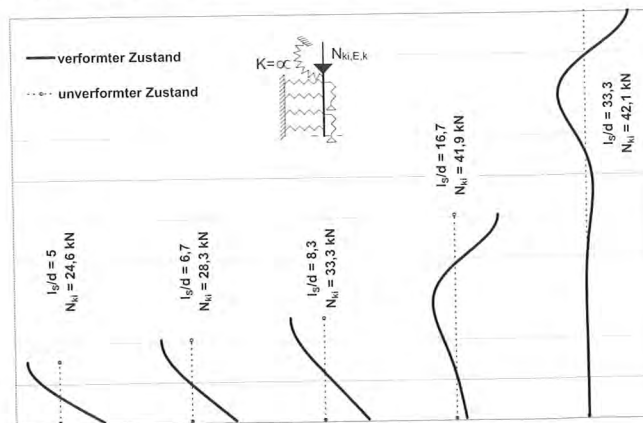 verformter Zustand
unverformter Zustand
K=∞
Nki,E,k
lS/d = 5
Nki = 24,6 kN
lS/d = 6,7
Nki = 28,3 kN
lS/d = 8,3
Nki = 33,3 kN
lS/d = 16,7
Nki = 41,9 kN
lS/d = 33,3
Nki = 42,1 kN